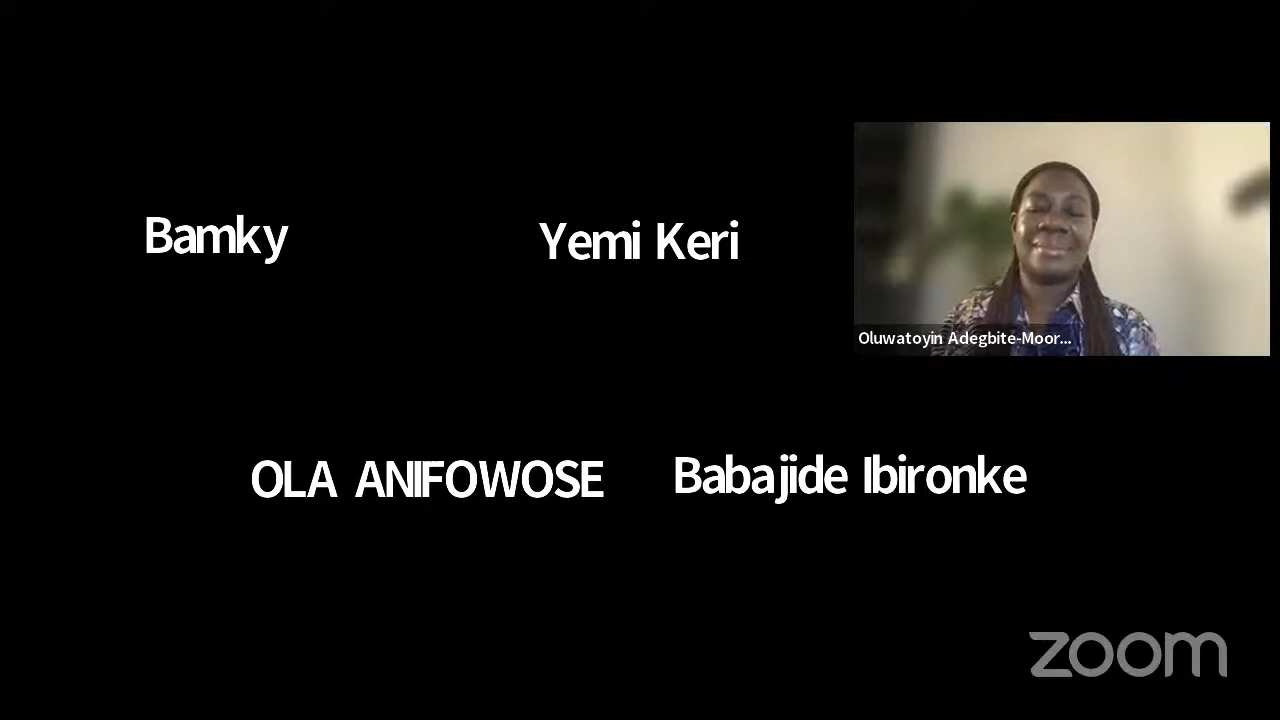 Bamky
Yemi Keri
Oluwatoyin Adegbite-Moor...
OLA ANIFOWOSE
Babajide Ibironke
zoom